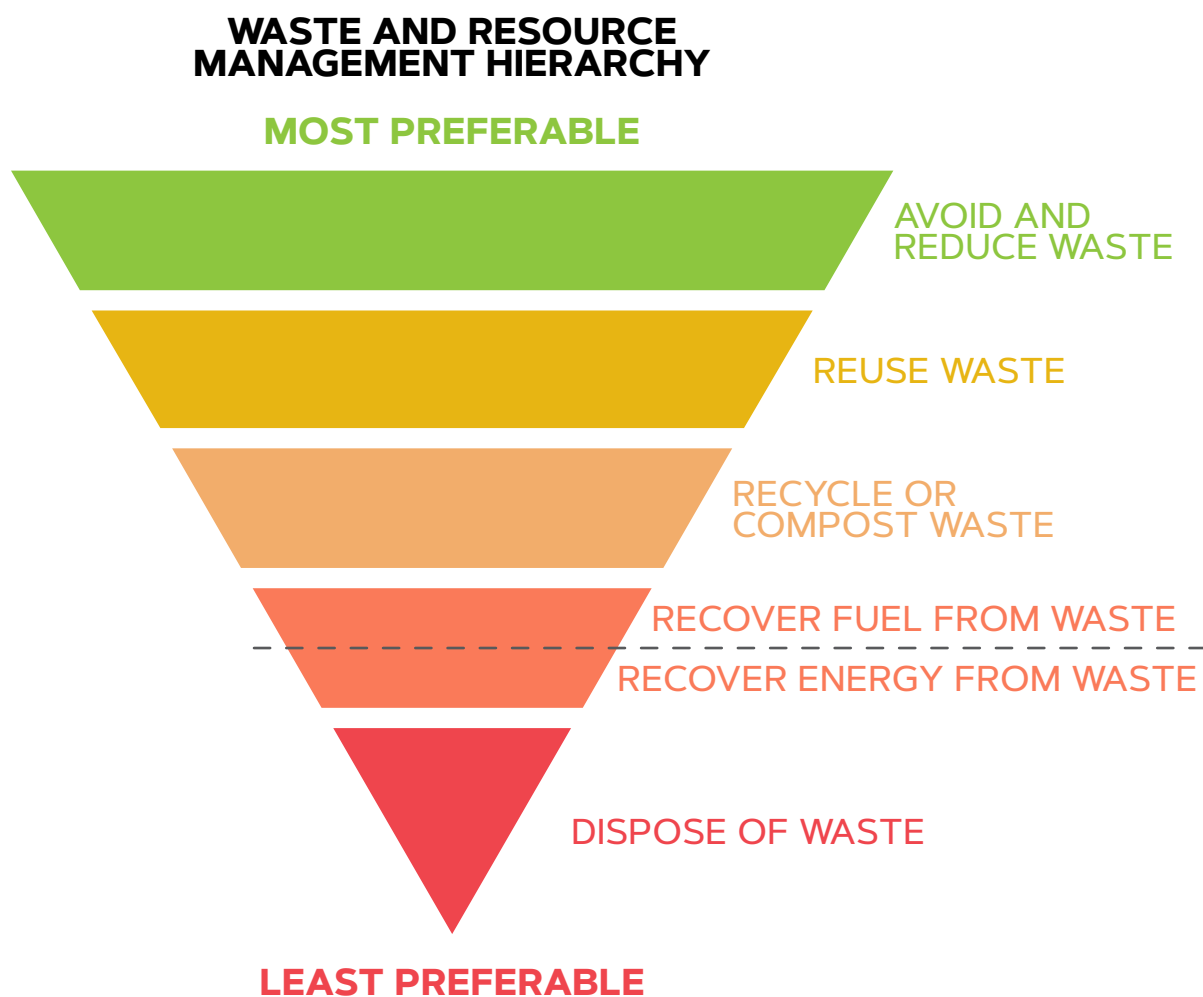 WASTE AND RESOURCE
MANAGEMENT HIERARCHY
MOST PREFERABLE
AVOID AND
REDUCE WASTE
REUSE WASTE
RECYCLE OR
COMPOST WASTE
RECOVER FUEL FROM WASTE
RECOVER ENERGY FROM WASTE
DISPOSE OF WASTE
LEAST PREFERABLE